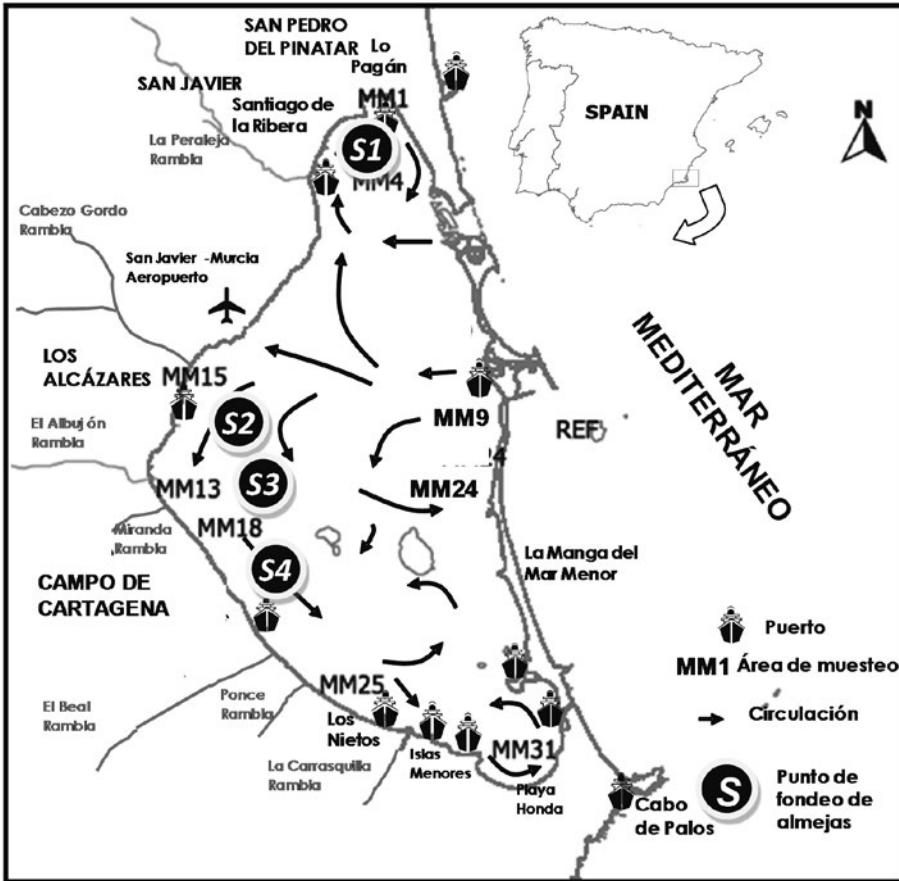 SAN PEDRO
DEL PINATAR
Lo
Pagán
SAN JAVIER
MM1
Santiago de
la Ribera
La Peraleja
Rambla
S1
MM4
SPAIN
N
Cabezo Gordo
Rambla
San Javier -Murcia
Aeropuerto
LOS
ALCÁZARES
MM15
S2
MM9
REF
MAR
MEDITERRÁNEO
El Albujón
Rambla
MM13
S3
MM24
Miranda
Rambla
MM18
S4
CAMPO DE
CARTAGENA
La Manga del
Mar Menor
El Beal
Rambla
Ponce
Rambla
MM25
Los
Nietos
La Carrasquilla
Rambla
Islas
Menores
MM31
Playa
Honda
Cabo
de Palos
Puerto
MM1 Área de muesteo
Circulación
S
Punto de
fondeo de
almejas